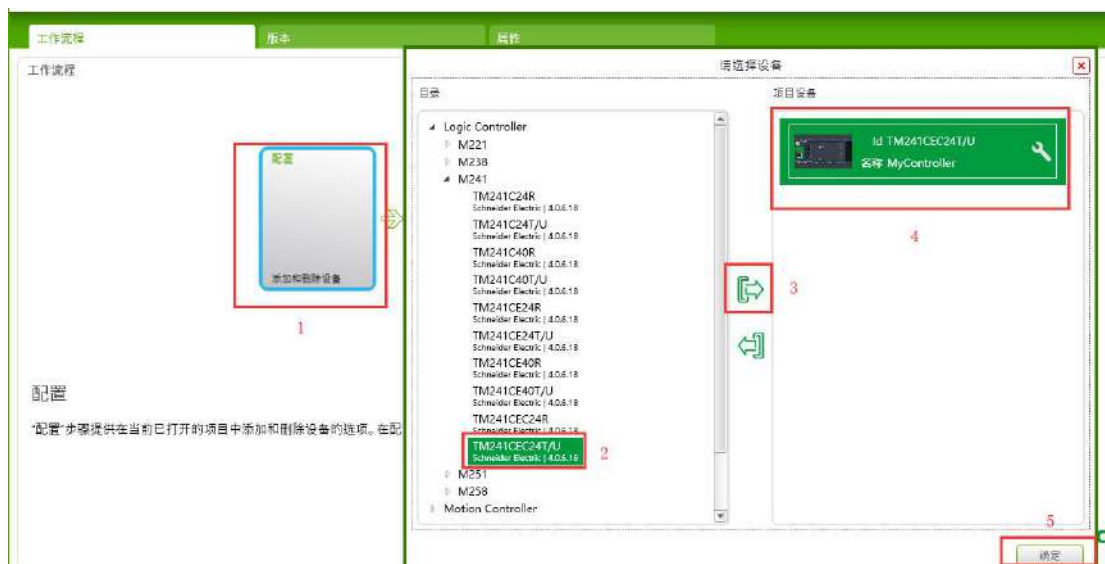 工作流程
版本
属性
工作流程
请选择设备
目录
项目设备
Logic Controller
M221
M238
M241
TM241C24R
Schneider Electric | 4.0.6.18
TM241C24T/U
Schneider Electric | 4.0.6.18
TM241C40R
Schneider Electric | 4.0.6.18
TM241C40T/U
Schneider Electric | 4.0.6.18
TM241CE24R
Schneider Electric | 4.0.6.18
TM241CE24T/U
Schneider Electric | 4.0.6.18
TM241CE40R
Schneider Electric | 4.0.6.18
TM241CE40T/U
Schneider Electric | 4.0.6.18
TM241CEC24R
Schneider Electric | 4.0.6.18
TM241CEC24T/U
Schneider Electric | 4.0.6.18
M251
M258
Motion Controller
Id TM241CEC24T/U
名称 MyController
配置
添加和删除设备
1
2
3
4
5
配置
“配置”步骤提供在当前已打开的项目中添加和删除设备的选项。在配
确定